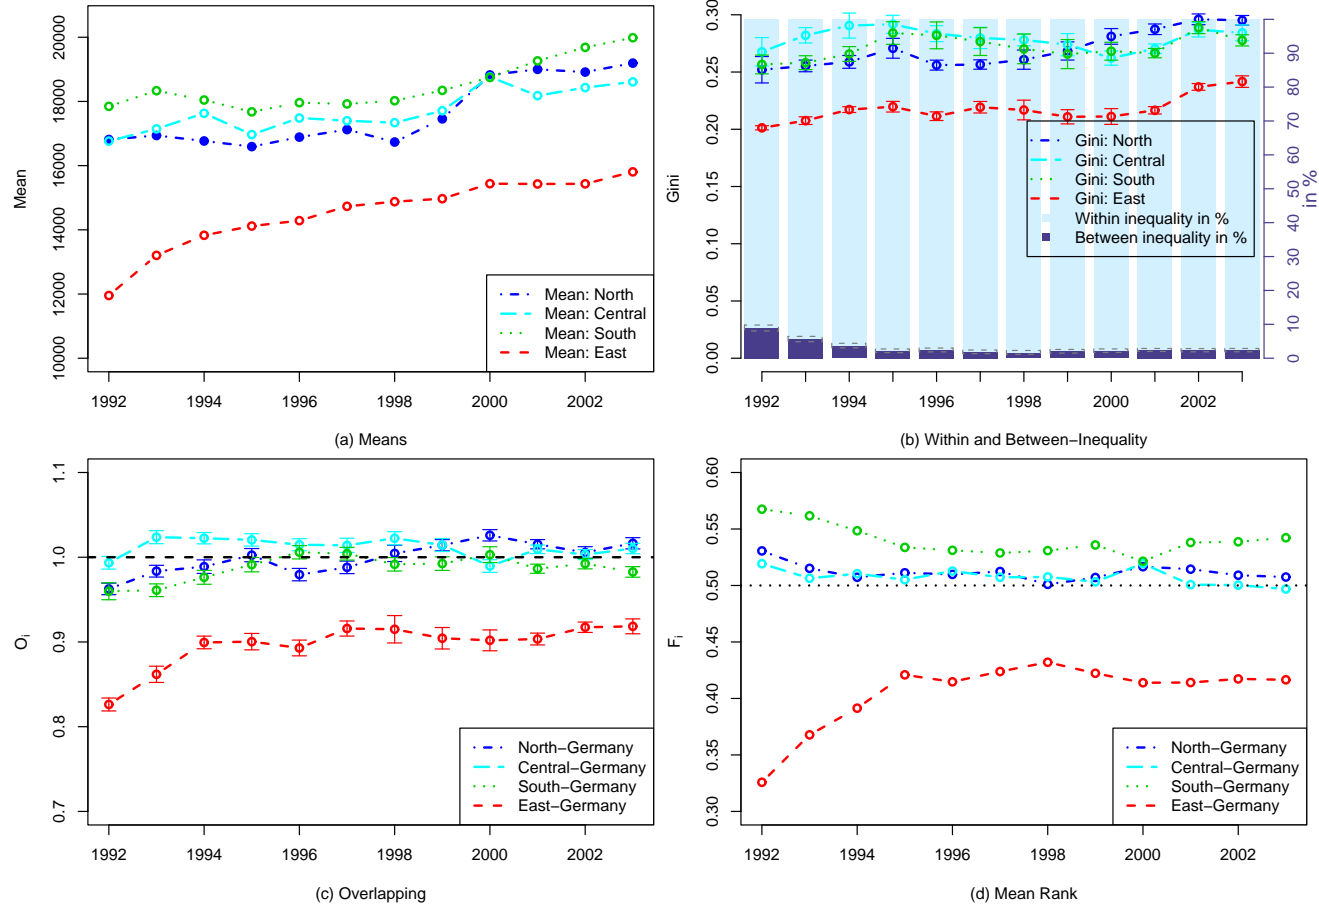 Mean
10000 12000 14000 16000 18000 20000
1992 1994 1996 1998 2000 2002
Mean: North
Mean: Central
Mean: South
Mean: East
(a) Means
Gini
0.00 0.05 0.10 0.15 0.20 0.25 0.30
0 10 20 30 40 50 60 70 80 90
in %
1992 1994 1996 1998 2000 2002
Gini: North
Gini: Central
Gini: South
Gini: East
Within inequality in %
Between inequality in %
(b) Within and Between−Inequality
Oi
0.7 0.8 0.9 1.0 1.1
1992 1994 1996 1998 2000 2002
North−Germany
Central−Germany
South−Germany
East−Germany
(c) Overlapping
Fi
0.30 0.35 0.40 0.45 0.50 0.55 0.60
1992 1994 1996 1998 2000 2002
North−Germany
Central−Germany
South−Germany
East−Germany
(d) Mean Rank